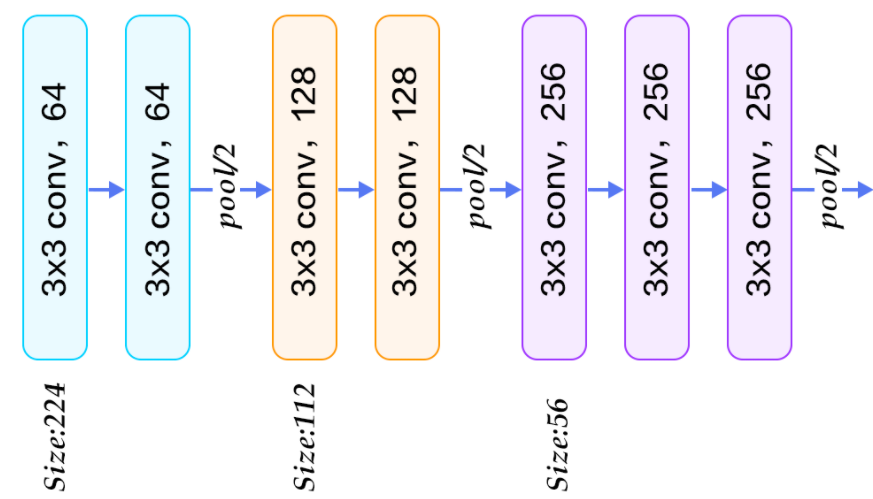 3x3 conv, 64
3x3 conv, 64
pool/2
3x3 conv, 128
3x3 conv, 128
pool/2
3x3 conv, 256
3x3 conv, 256
3x3 conv, 256
pool/2
Size:224
Size:112
Size:56